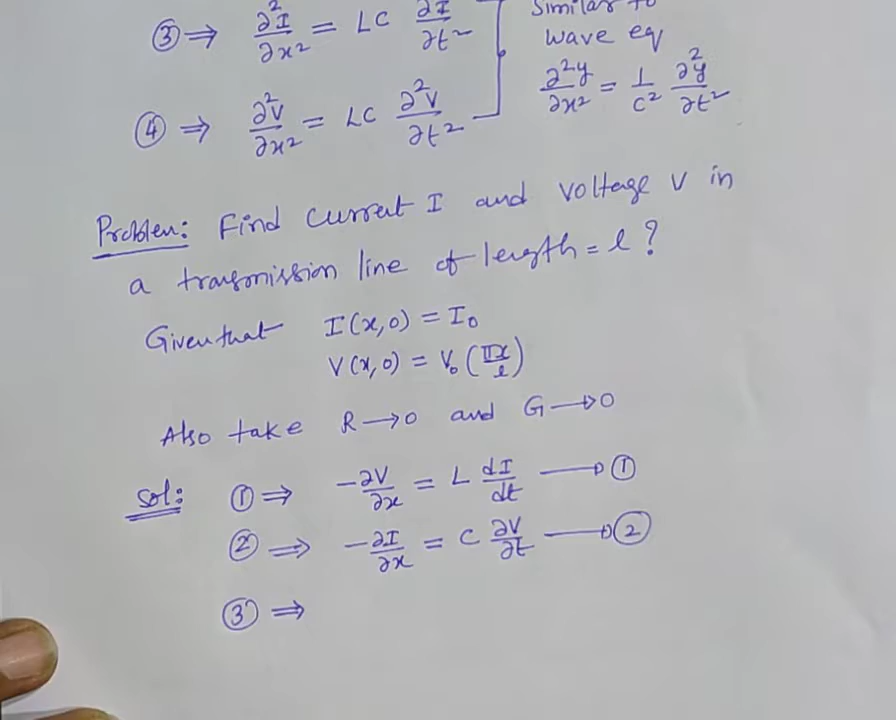 ③ ⇒ ∂²I/∂x² = LC ∂²I/∂t²
Similar to
wave eq
∂²y/∂x² = 1/c² ∂²y/∂t²
④ ⇒ ∂²V/∂x² = LC ∂²V/∂t²
Problem: Find current I and voltage V in
a transmission line of length = l ?
Given that I(x,0) = I₀
V(x,0) = V₀ (πx/l)
Also take R → 0 and G → 0
Sol: ① ⇒ -∂V/∂x = L dI/dt → ①
② ⇒ -∂I/∂x = C ∂V/∂t → ②
③ ⇒